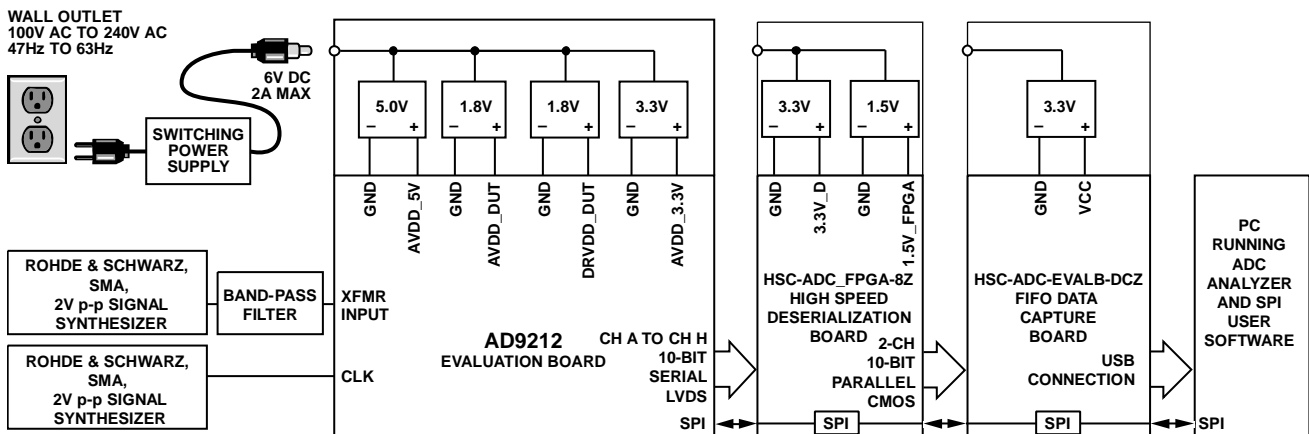 WALL OUTLET
100V AC TO 240V AC
47Hz TO 63Hz
6V DC
2A MAX
SWITCHING
POWER
SUPPLY
5.0V
– +
1.8V
– +
1.8V
– +
3.3V
– +
3.3V
– +
1.5V
– +
3.3V
– +
GND
AVDD_5V
GND
AVDD_DUT
GND
DRVDD_DUT
GND
AVDD_3.3V
GND
3.3V_D
GND
1.5V_FPGA
GND
VCC
ROHDE & SCHWARZ,
SMA,
2V p-p SIGNAL
SYNTHESIZER
BAND-PASS
FILTER
XFMR
INPUT
ROHDE & SCHWARZ,
SMA,
2V p-p SIGNAL
SYNTHESIZER
CLK
AD9212
EVALUATION BOARD
CH A TO CH H
10-BIT
SERIAL
LVDS
SPI
HSC-ADC_FPGA-8Z
HIGH SPEED
DESERIALIZATION
BOARD
2-CH
10-BIT
PARALLEL
CMOS
SPI
HSC-ADC-EVALB-DCZ
FIFO DATA
CAPTURE
BOARD
USB
CONNECTION
SPI
PC
RUNNING
ADC
ANALYZER
AND SPI
USER
SOFTWARE
SPI